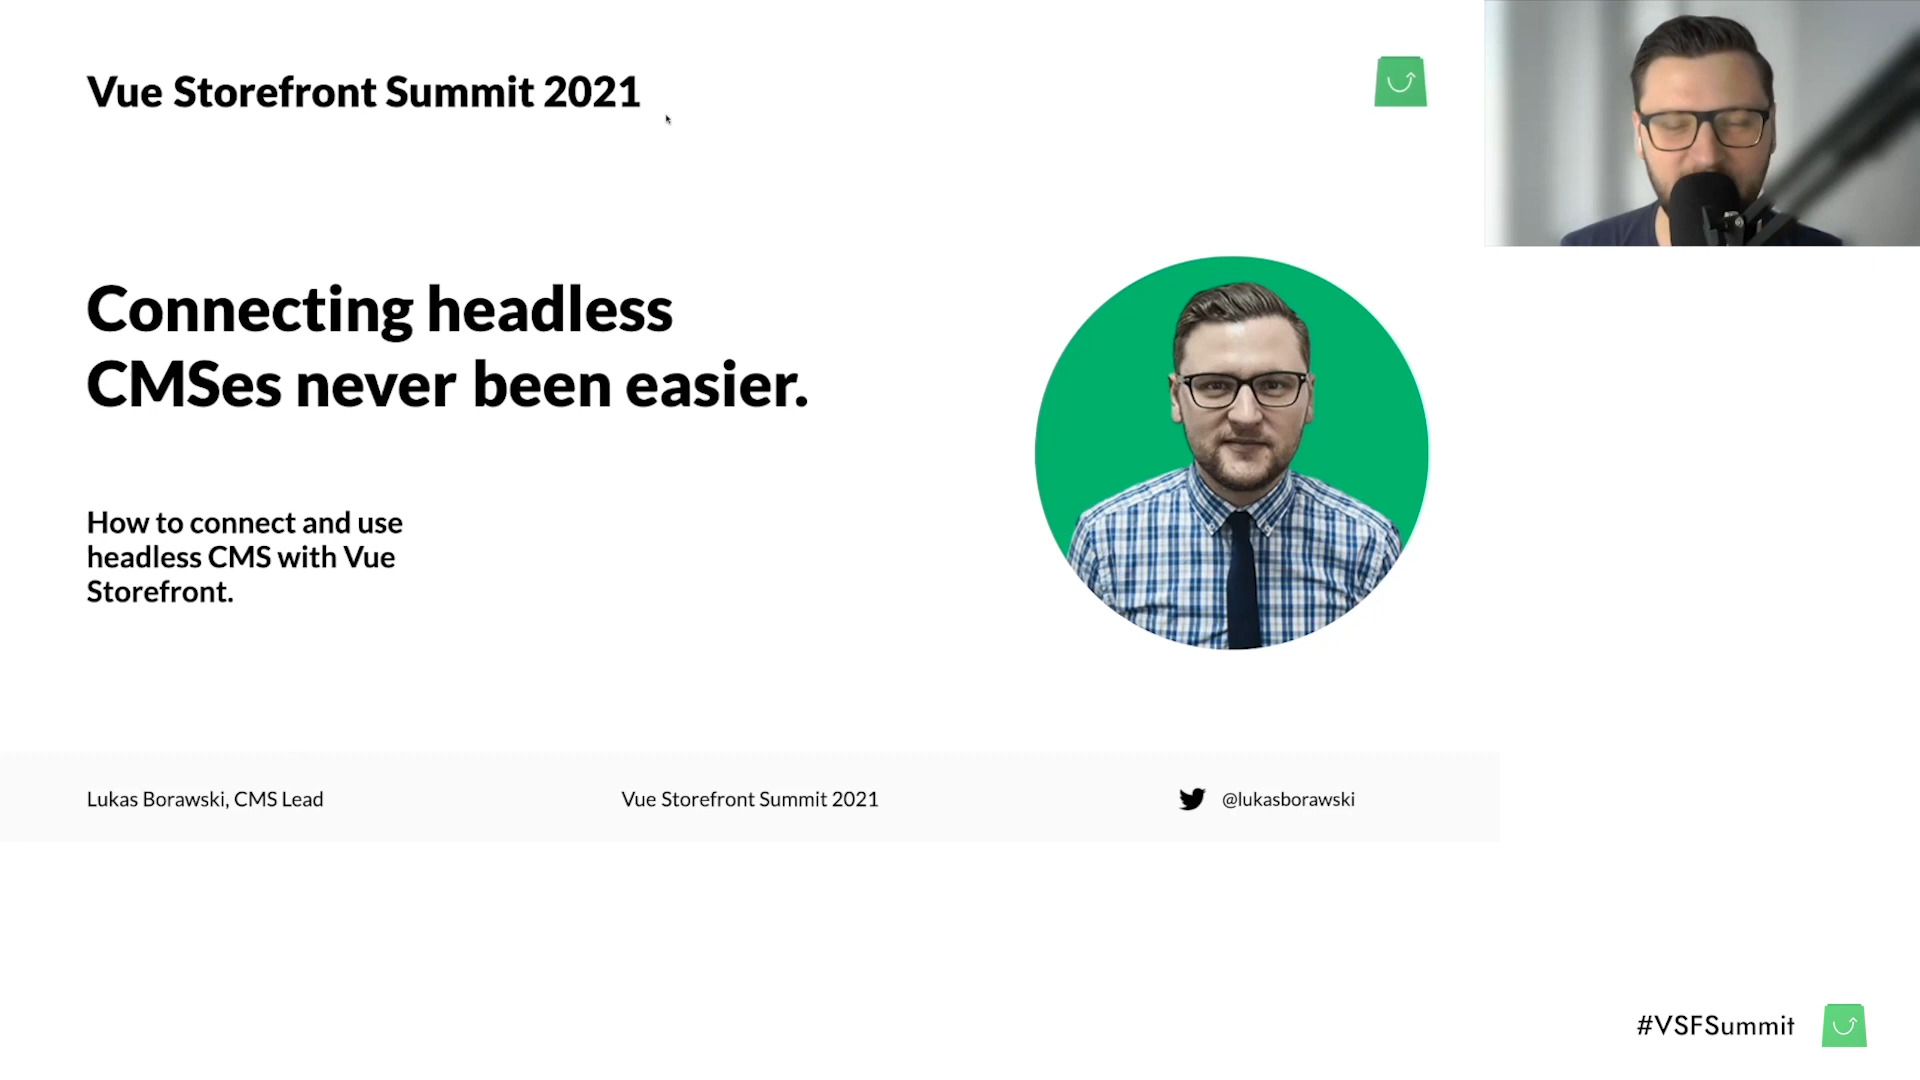 Vue Storefront Summit 2021
Connecting headless
CMSes never been easier.
How to connect and use
headless CMS with Vue
Storefront.
Lukas Borawski, CMS Lead
Vue Storefront Summit 2021
@lukasborawski
#VSFSummit